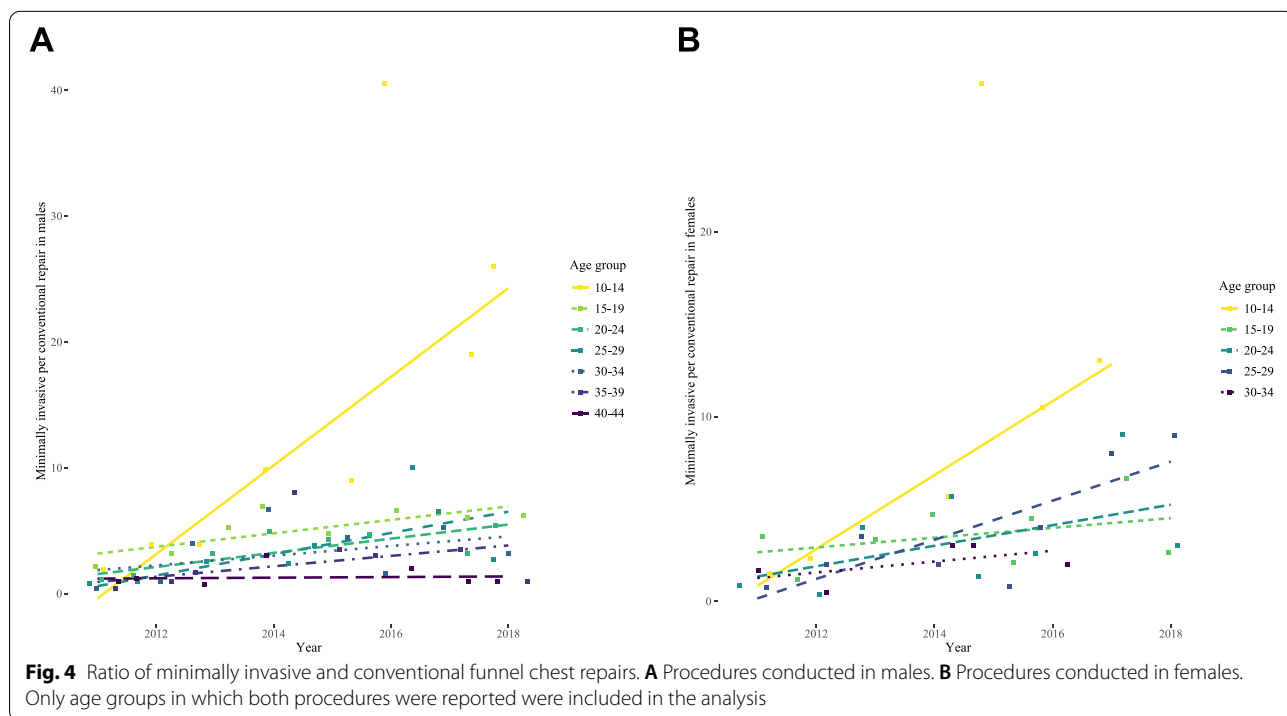 A
Minimally invasive per conventional repair in males
40
30
20
10
0
2012
2014
2016
2018
Year
Age group
10-14
15-19
20-24
25-29
30-34
35-39
40-44
B
Minimally invasive per conventional repair in females
20
10
0
2012
2014
2016
2018
Year
Age group
10-14
15-19
20-24
25-29
30-34
Fig. 4 Ratio of minimally invasive and conventional funnel chest repairs. A Procedures conducted in males. B Procedures conducted in females.
Only age groups in which both procedures were reported were included in the analysis